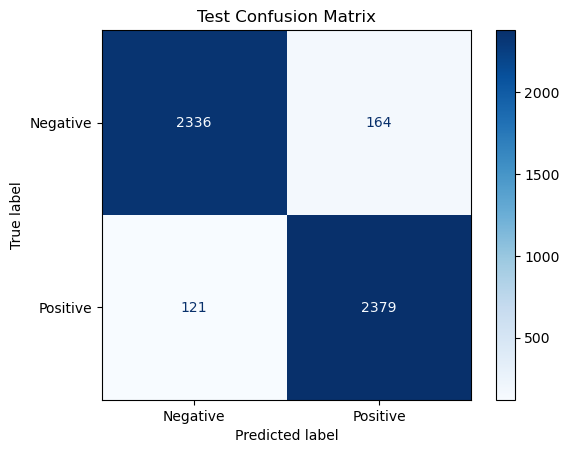 Test Confusion Matrix
True label
Negative
2336
164
Positive
121
2379
Negative
Positive
Predicted label
2000
1500
1000
500